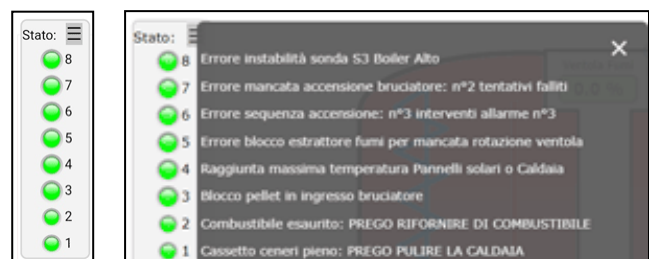 Stato: ☰
8
7
6
5
4
3
2
1
Stato:
×
8 Errore instabilità sonda S3 Boiler Alto
7 Errore mancata accensione bruciatore: n°2 tentativi falliti
6 Errore sequenza accensione: n°3 interventi allarme n°3
5 Errore blocco estrattore fumi per mancata rotazione ventola
4 Raggiunta massima temperatura Pannelli solari o Caldaia
3 Blocco pellet in ingresso bruciatore
2 Combustibile esaurito: PREGO RIFORNIRE DI COMBUSTIBILE
1 Cassetto ceneri pieno: PREGO PULIRE LA CALDAIA
0.0 %